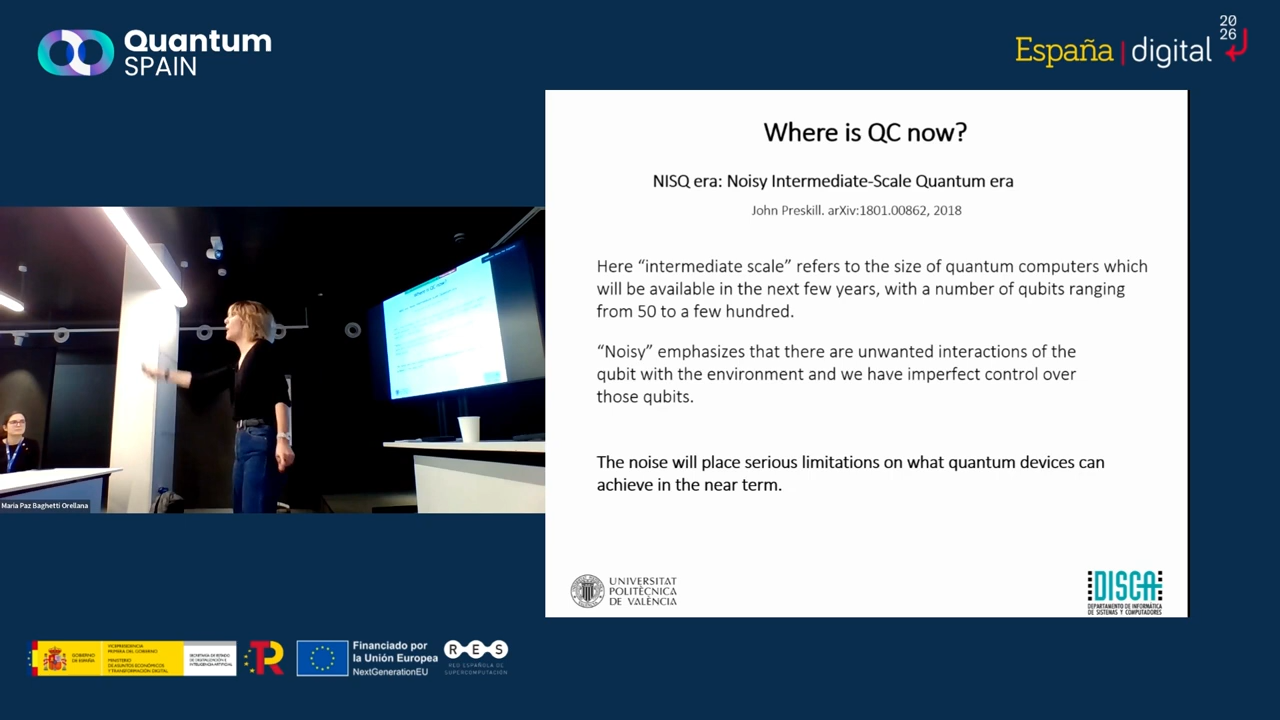 Quantum
SPAIN
España | digital
20
26
Where is QC now?
NISQ era: Noisy Intermediate-Scale Quantum era
John Preskill. arXiv:1801.00862, 2018
Here “intermediate scale” refers to the size of quantum computers which
will be available in the next few years, with a number of qubits ranging
from 50 to a few hundred.
“Noisy” emphasizes that there are unwanted interactions of the
qubit with the environment and we have imperfect control over
those qubits.
The noise will place serious limitations on what quantum devices can
achieve in the near term.
UNIVERSITAT
POLITÈCNICA
DE VALÈNCIA
DISCA
DEPARTAMENTO DE INFORMÁTICA
DE SISTEMAS Y COMPUTADORES
Maria Paz Baghetti Orellana
Where is QC now?
GOBIERNO
DE ESPAÑA
VICEPRESIDENCIA
PRIMERA DEL GOBIERNO
MINISTERIO
DE ASUNTOS ECONÓMICOS
Y TRANSFORMACIÓN DIGITAL
SECRETARÍA DE ESTADO
DE DIGITALIZACIÓN E
INTELIGENCIA ARTIFICIAL
TR
Financiado por
la Unión Europea
NextGenerationEU
RES
RED ESPAÑOLA DE
SUPERCOMPUTACIÓN